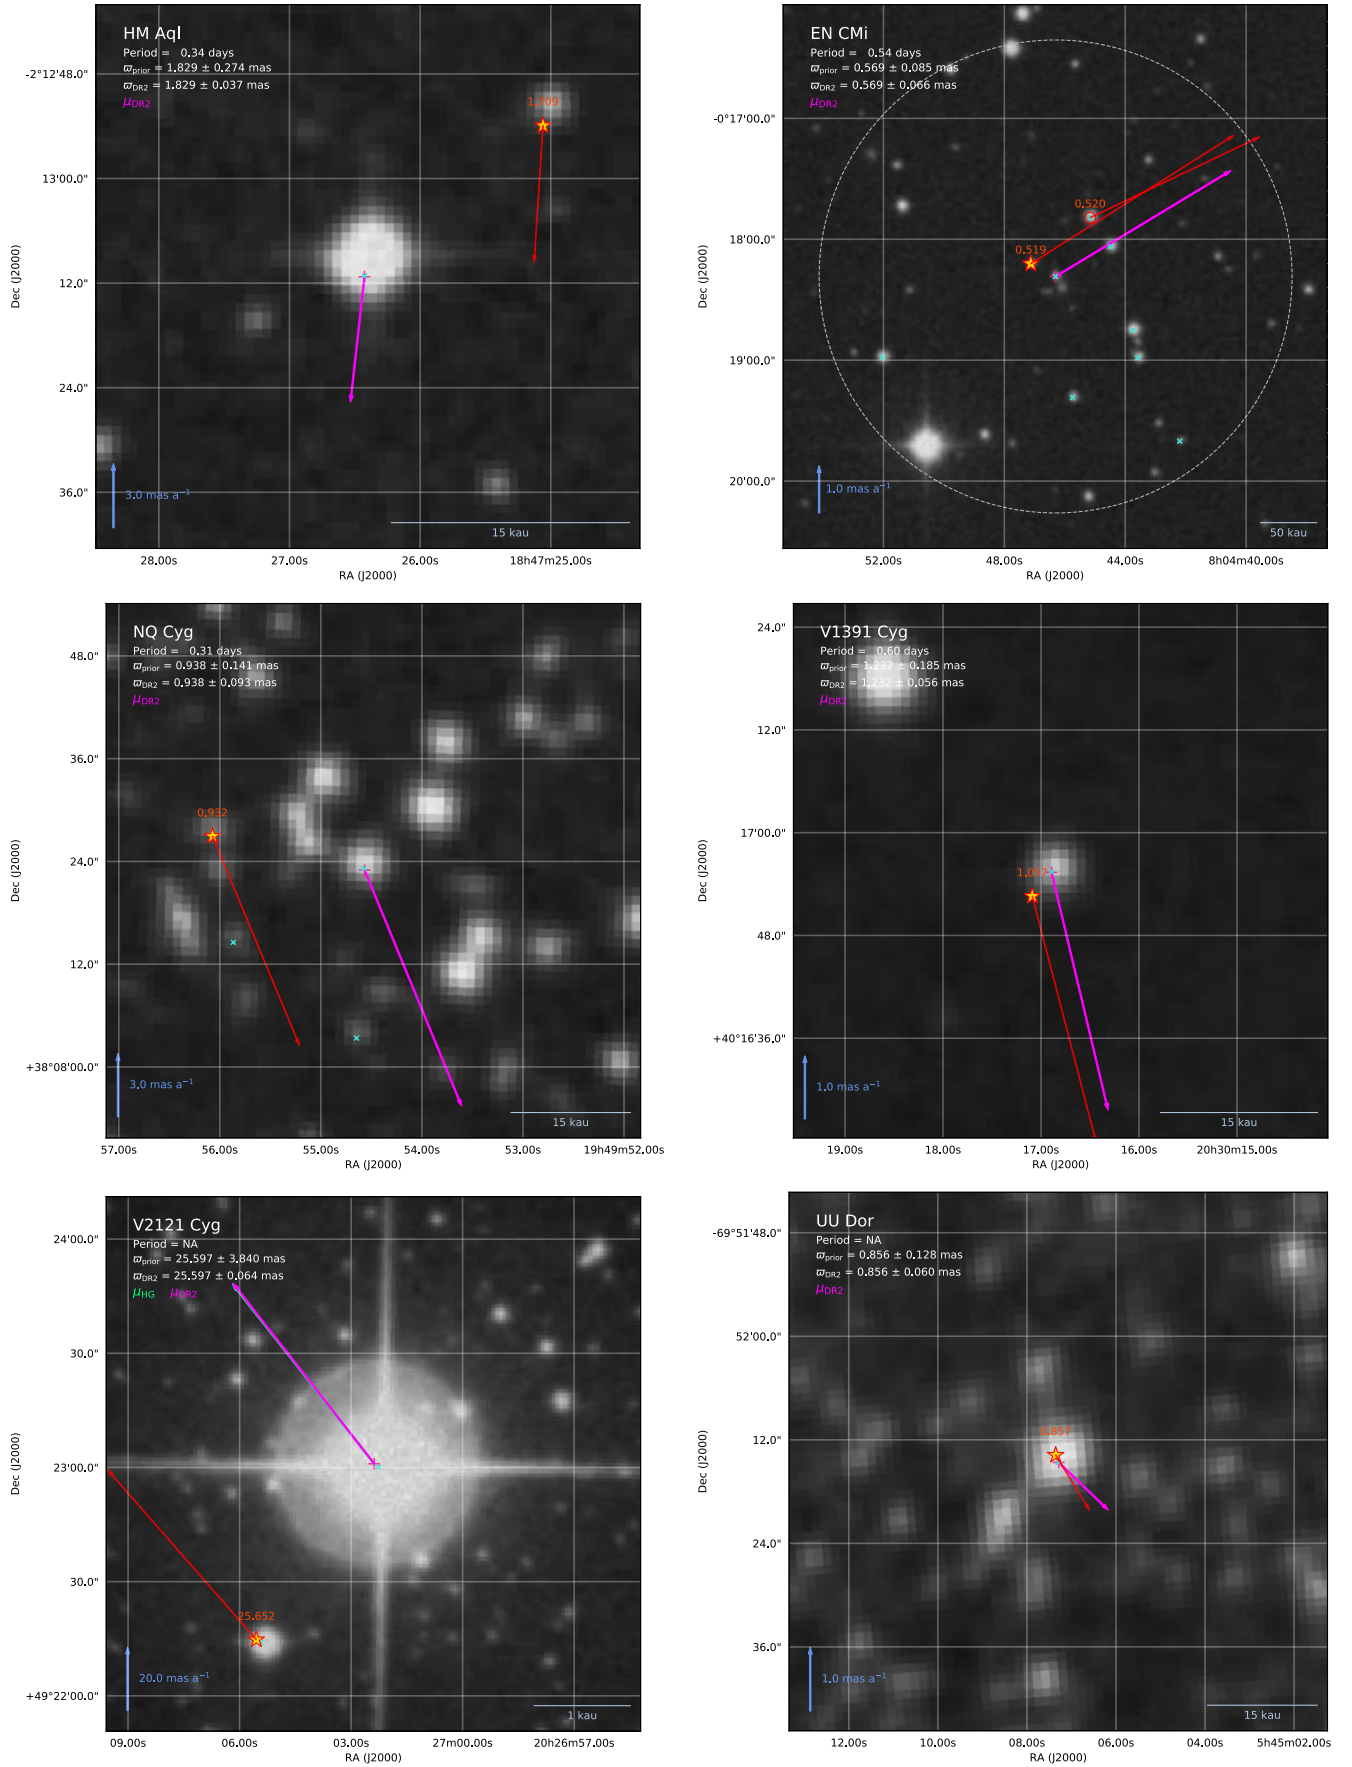 HM Aql
Period = 0.34 days
ϖprior = 1.829 ± 0.274 mas
ϖDR2 = 1.829 ± 0.037 mas
μDR2
1.709
-2°12'48.0"
13'00.0"
12.0"
24.0"
36.0"
Dec (J2000)
3.0 mas a⁻¹
15 kau
28.00s
27.00s
26.00s
18h47m25.00s
RA (J2000)
EN CMi
Period = 0.54 days
ϖprior = 0.569 ± 0.085 mas
ϖDR2 = 0.569 ± 0.066 mas
μDR2
0.520
0.519
-0°17'00.0"
18'00.0"
19'00.0"
20'00.0"
Dec (J2000)
1.0 mas a⁻¹
50 kau
52.00s
48.00s
44.00s
8h04m40.00s
RA (J2000)
NQ Cyg
Period = 0.31 days
ϖprior = 0.938 ± 0.141 mas
ϖDR2 = 0.938 ± 0.093 mas
μDR2
0.932
48.0"
36.0"
24.0"
12.0"
+38°08'00.0"
Dec (J2000)
3.0 mas a⁻¹
15 kau
57.00s
56.00s
55.00s
54.00s
53.00s
19h49m52.00s
RA (J2000)
V1391 Cyg
Period = 0.60 days
ϖprior = 1.232 ± 0.185 mas
ϖDR2 = 1.232 ± 0.056 mas
μDR2
24.0"
12.0"
17'00.0"
48.0"
+40°16'36.0"
Dec (J2000)
1.0 mas a⁻¹
15 kau
19.00s
18.00s
17.00s
16.00s
20h30m15.00s
RA (J2000)
V2121 Cyg
Period = NA
ϖprior = 25.597 ± 3.840 mas
ϖDR2 = 25.597 ± 0.064 mas
μHG μDR2
25.652
24'00.0"
30.0"
23'00.0"
30.0"
+49°22'00.0"
Dec (J2000)
20.0 mas a⁻¹
1 kau
09.00s
06.00s
03.00s
27m00.00s
20h26m57.00s
RA (J2000)
UU Dor
Period = NA
ϖprior = 0.856 ± 0.128 mas
ϖDR2 = 0.856 ± 0.060 mas
μDR2
0.857
-69°51'48.0"
52'00.0"
12.0"
24.0"
36.0"
Dec (J2000)
1.0 mas a⁻¹
15 kau
12.00s
10.00s
08.00s
06.00s
04.00s
5h45m02.00s
RA (J2000)